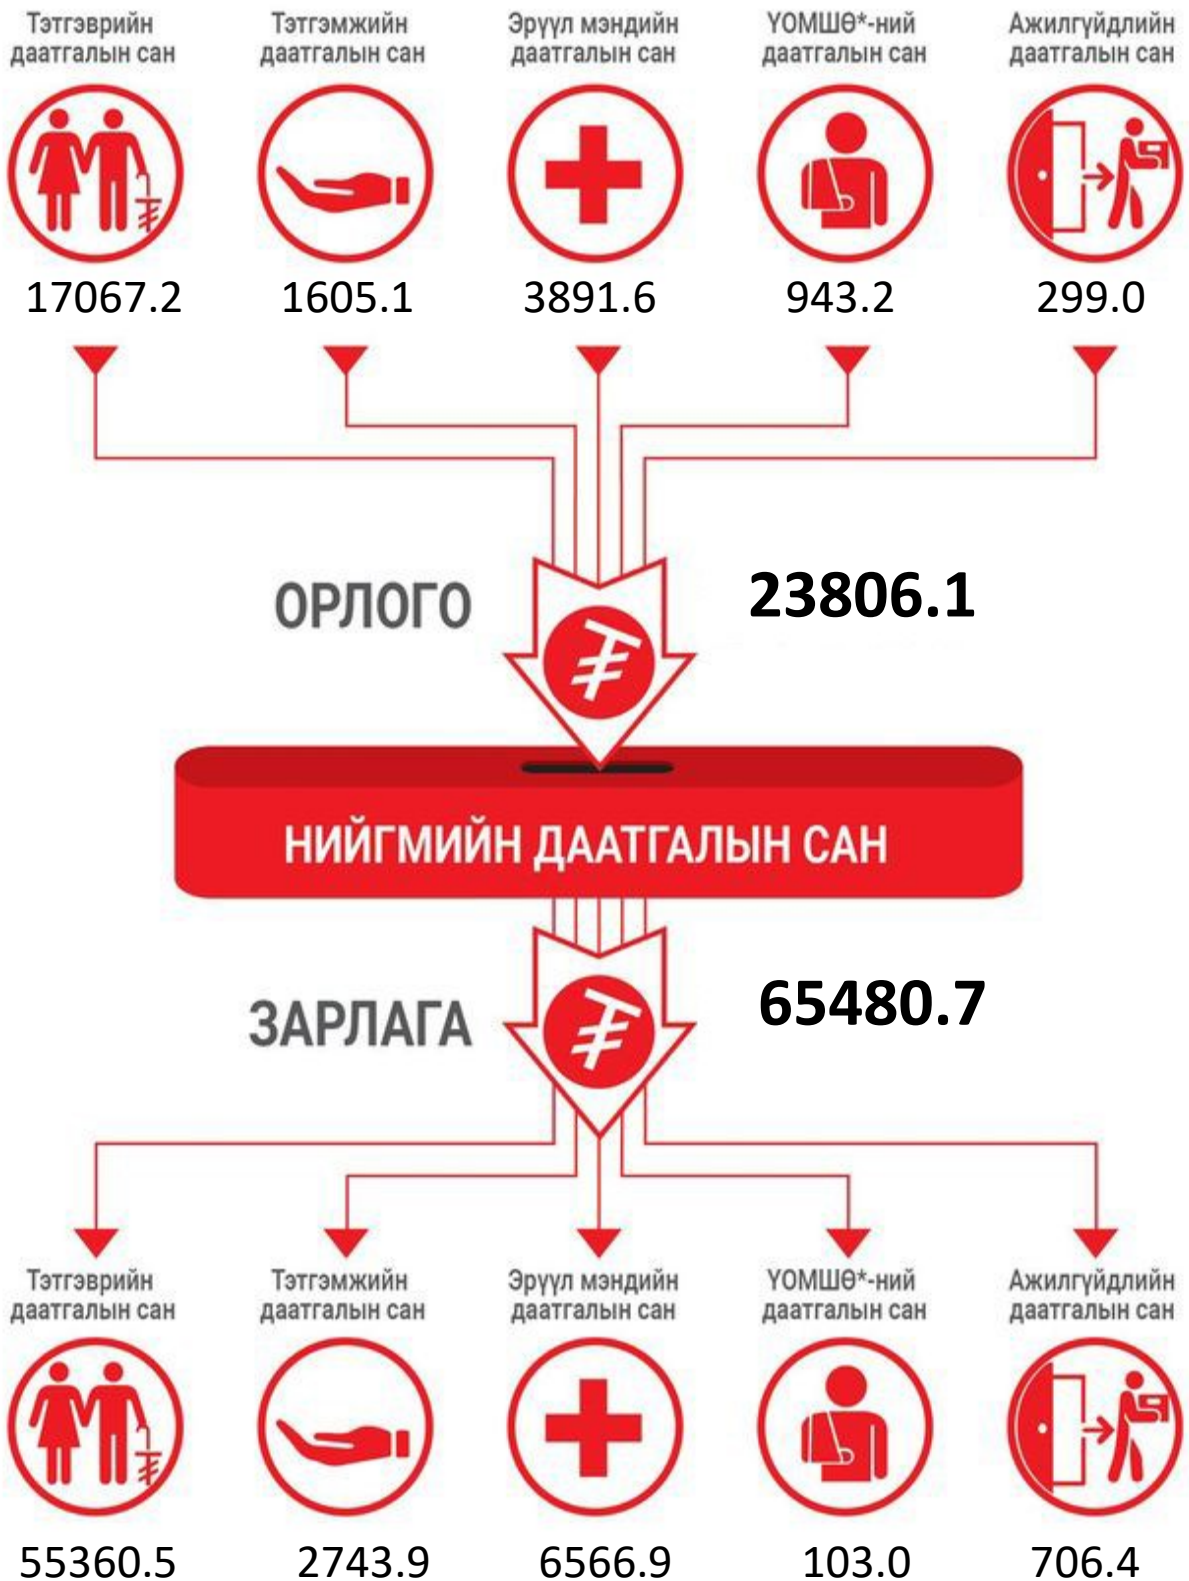 Тэтгэврийн
даатгалын сан
Тэтгэмжийн
даатгалын сан
Эрүүл мэндийн
даатгалын сан
ҮОМШӨ*-ний
даатгалын сан
Ажилгүйдлийн
даатгалын сан
17067.2
1605.1
3891.6
943.2
299.0
ОРЛОГО
23806.1
₮
НИЙГМИЙН ДААТГАЛЫН САН
ЗАРЛАГА
65480.7
₮
Тэтгэврийн
даатгалын сан
Тэтгэмжийн
даатгалын сан
Эрүүл мэндийн
даатгалын сан
ҮОМШӨ*-ний
даатгалын сан
Ажилгүйдлийн
даатгалын сан
55360.5
2743.9
6566.9
103.0
706.4